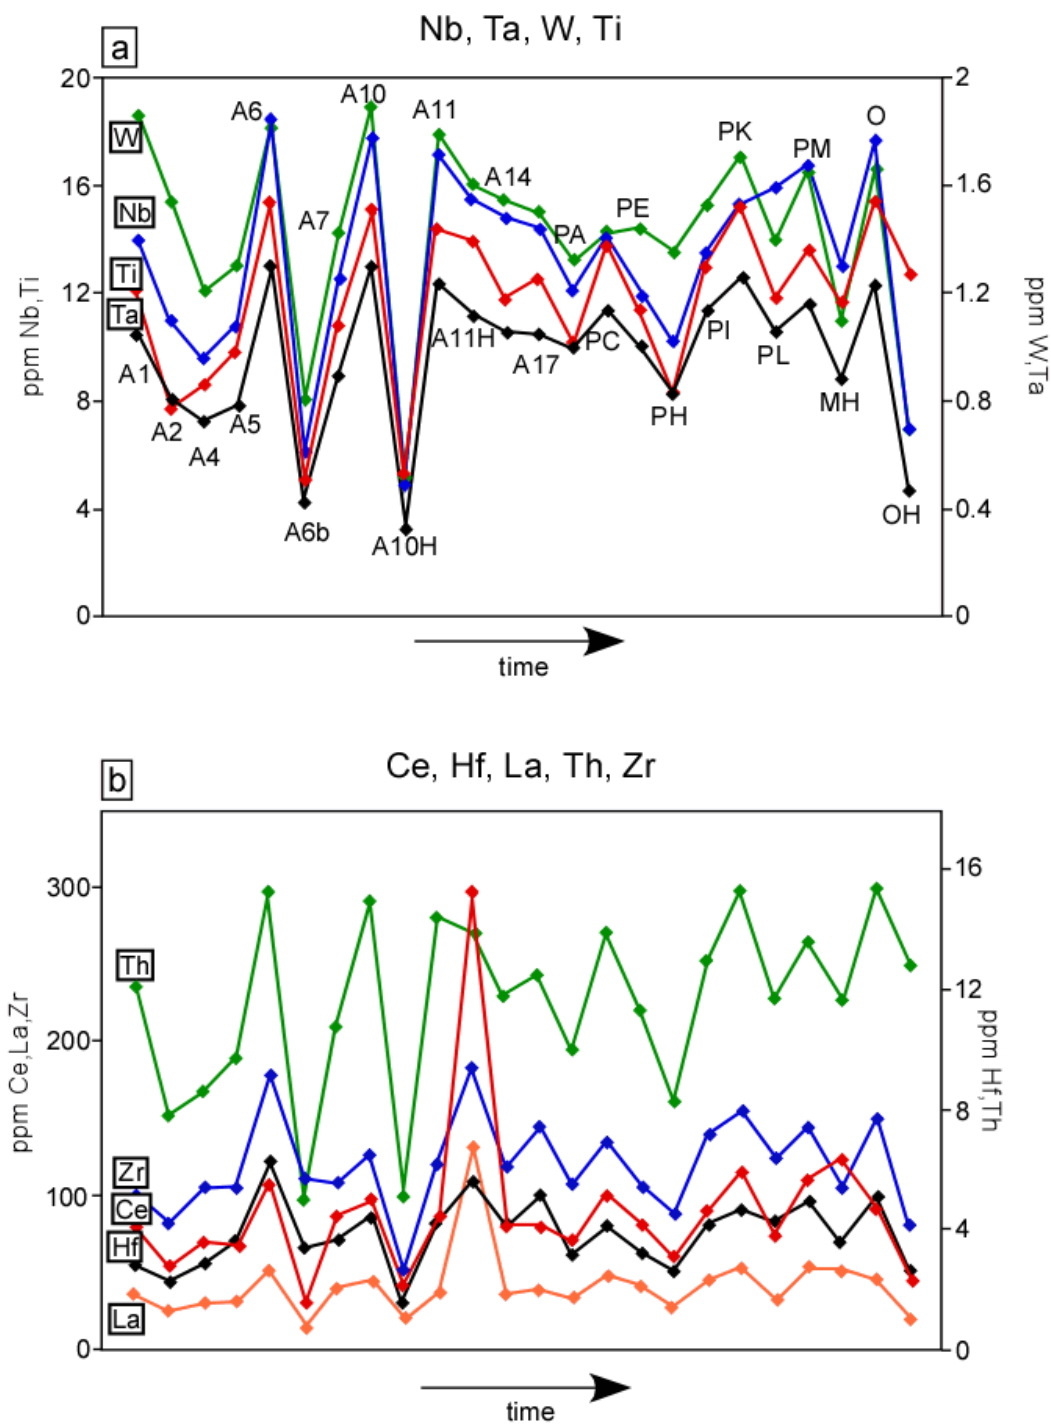 a
Nb, Ta, W, Ti
20
16
12
8
4
0
ppm Nb,Ti
2
1.6
1.2
0.8
0.4
0
ppm W,Ta
W
Nb
Ti
Ta
A1
A2
A4
A5
A6
A6b
A7
A10
A10H
A11
A11H
A14
A17
PA
PC
PE
PH
PI
PK
PL
PM
MH
O
OH
time
b
Ce, Hf, La, Th, Zr
300
200
100
0
ppm Ce,La,Zr
16
12
8
4
0
ppm Hf,Th
Th
Zr
Ce
Hf
La
time